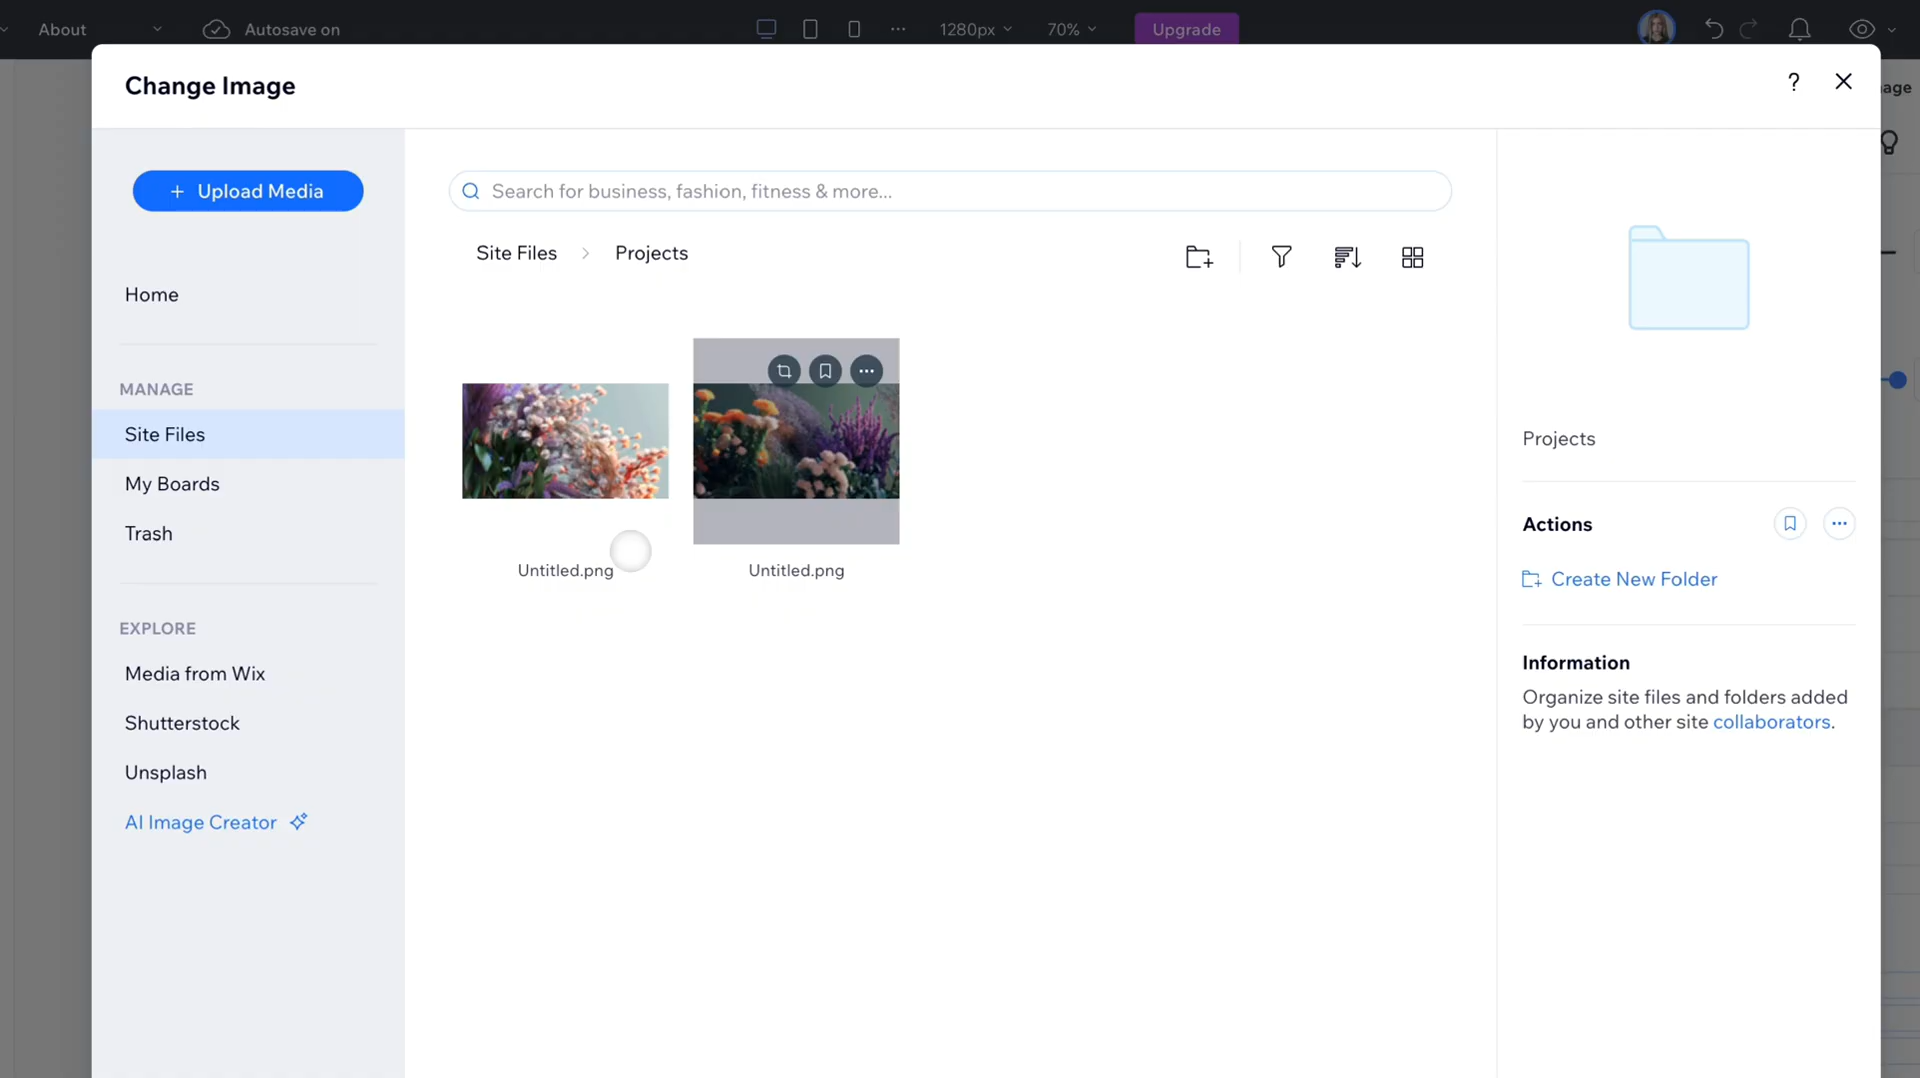 About
Autosave on
1280px
70%
Upgrade
Change Image
?
age
+ Upload Media
Search for business, fashion, fitness & more...
Site Files > Projects
Home
MANAGE
Site Files
My Boards
Trash
EXPLORE
Media from Wix
Shutterstock
Unsplash
AI Image Creator
Untitled.png
Untitled.png
Projects
Actions
Create New Folder
Information
Organize site files and folders added
by you and other site collaborators.